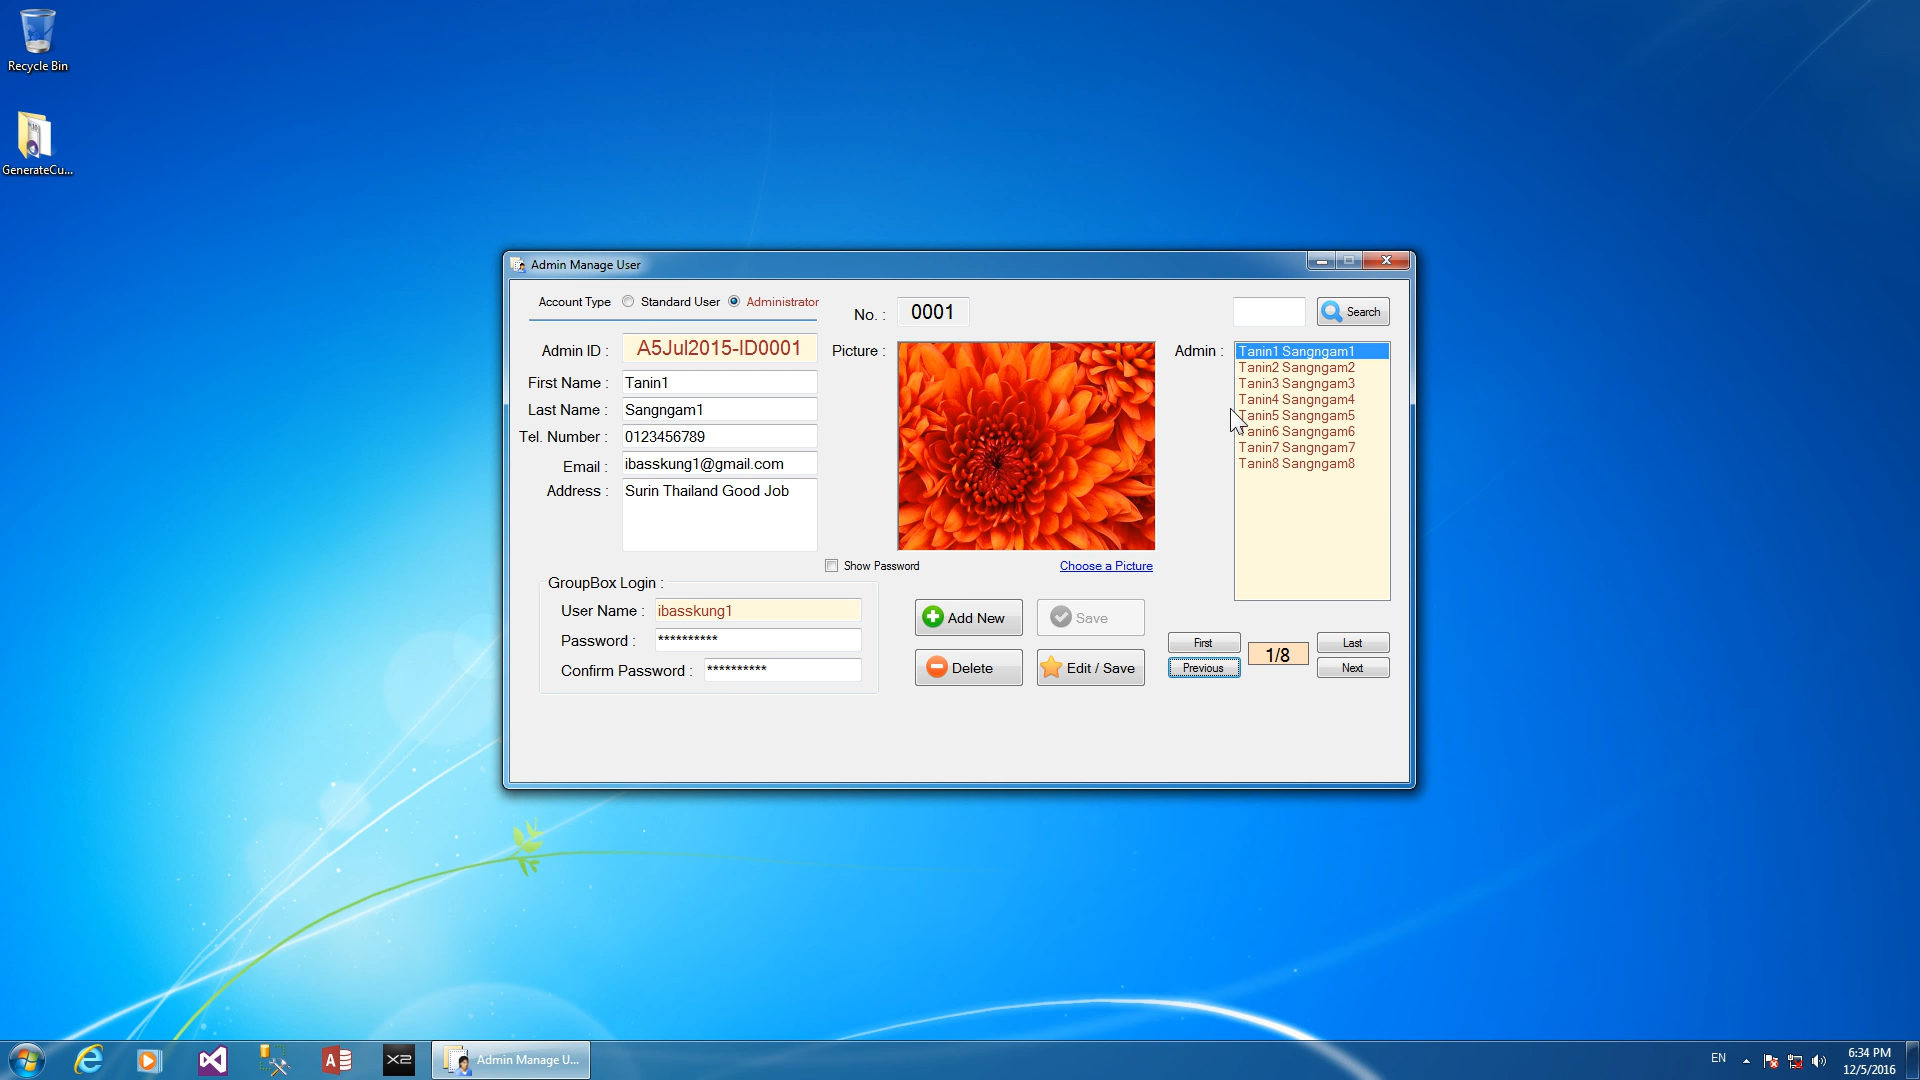 Recycle Bin
GenerateCu...
Admin Manage User
Account Type Standard User Administrator
No. : 0001
Search
Admin ID : A5Jul2015-ID0001
Picture :
Admin :
First Name : Tanin1
Last Name : Sangngam1
Tel. Number : 0123456789
Email : ibasskung1@gmail.com
Address : Surin Thailand Good Job
Tanin1 Sangngam1
Tanin2 Sangngam2
Tanin3 Sangngam3
Tanin4 Sangngam4
Tanin5 Sangngam5
Tanin6 Sangngam6
Tanin7 Sangngam7
Tanin8 Sangngam8
Show Password
Choose a Picture
GroupBox Login :
User Name : ibasskung1
Password : **********
Confirm Password : **********
Add New
Save
Delete
Edit / Save
First
1/8
Last
Previous
Next
X2
Admin Manage U...
EN
6:34 PM
12/5/2016